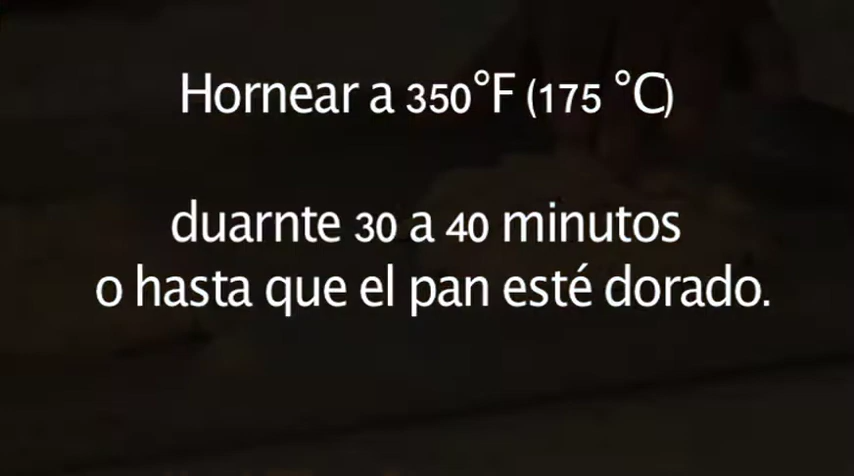 Hornear a 350°F (175 °C)
duarnte 30 a 40 minutos
o hasta que el pan esté dorado.